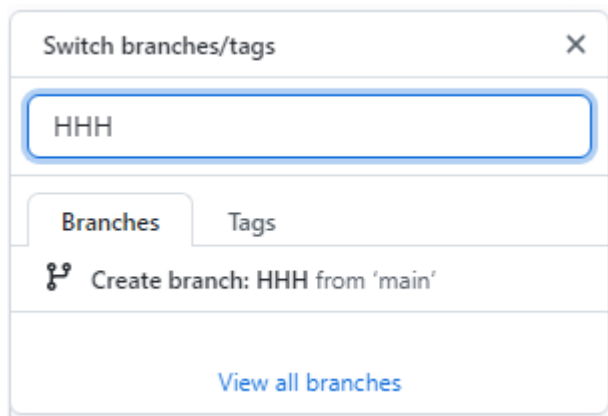 Switch branches/tags
HHH
Branches Tags
Create branch: HHH from 'main'
View all branches